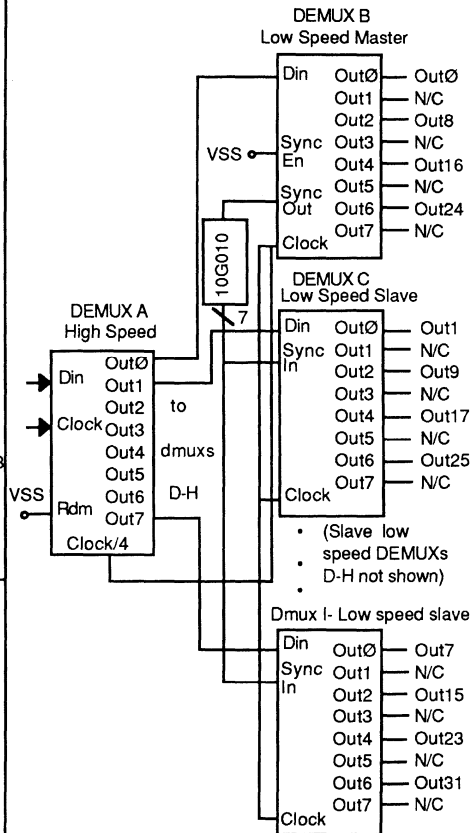 DEMUX B
Low Speed Master
Din OutØ OutØ
Out1 N/C
Out2 Out8
Sync Out3 N/C
VSS En Out4 Out16
Sync Out5 N/C
Out Out6 Out24
Out7 N/C
Clock
10G010
7
DEMUX C
Low Speed Slave
Din OutØ Out1
Sync Out1 N/C
In Out2 Out9
Out3 N/C
Out4 Out17
Out5 N/C
Out6 Out25
Out7 N/C
Clock
DEMUX A
High Speed
OutØ
Din Out1
Out2 to
Clock Out3
Out4 dmuxs
Out5
VSS Out6 D-H
Rdm Out7
Clock/4
• (Slave low
• speed DEMUXs
• D-H not shown)
Dmux I- Low speed slave
Din OutØ Out7
Sync Out1 N/C
In Out2 Out15
Out3 N/C
Out4 Out23
Out5 N/C
Out6 Out31
Out7 N/C
Clock